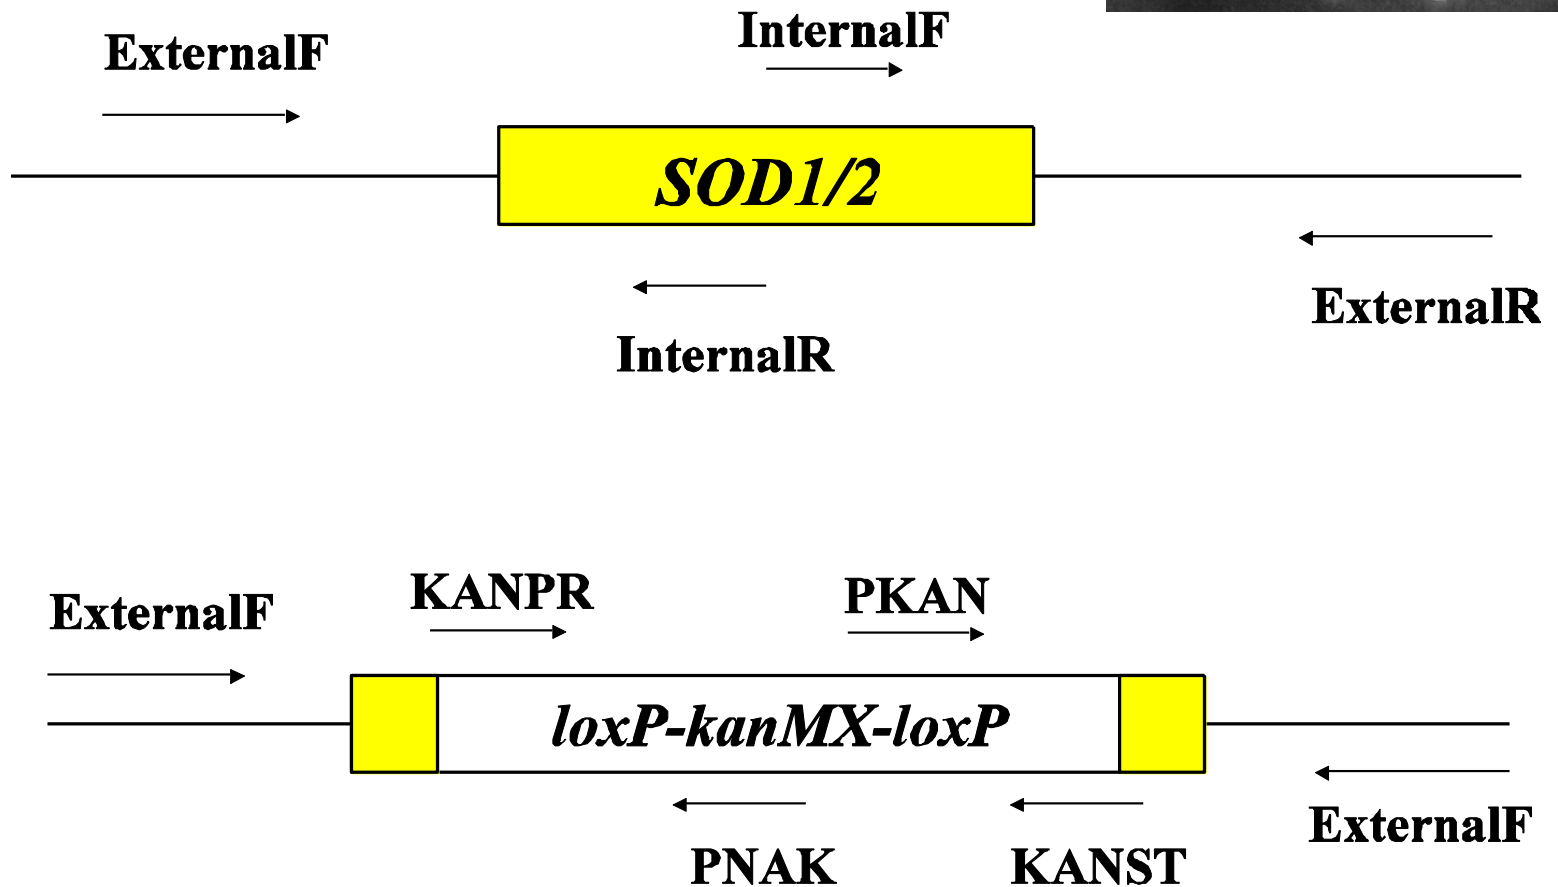 InternalF
ExternalF
SOD1/2
ExternalR
InternalR
KANPR
PKAN
ExternalF
loxP-kanMX-loxP
ExternalF
PNAK
KANST